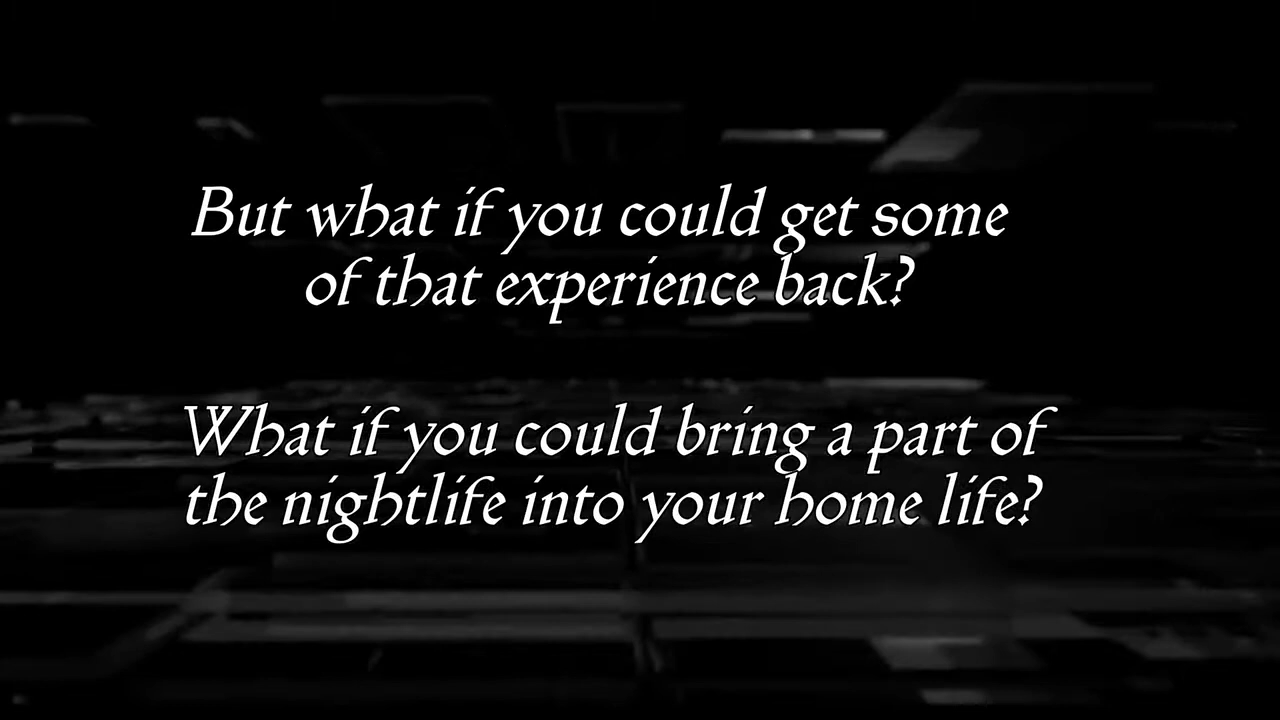 But what if you could get some
of that experience back?
What if you could bring a part of
the nightlife into your home life?